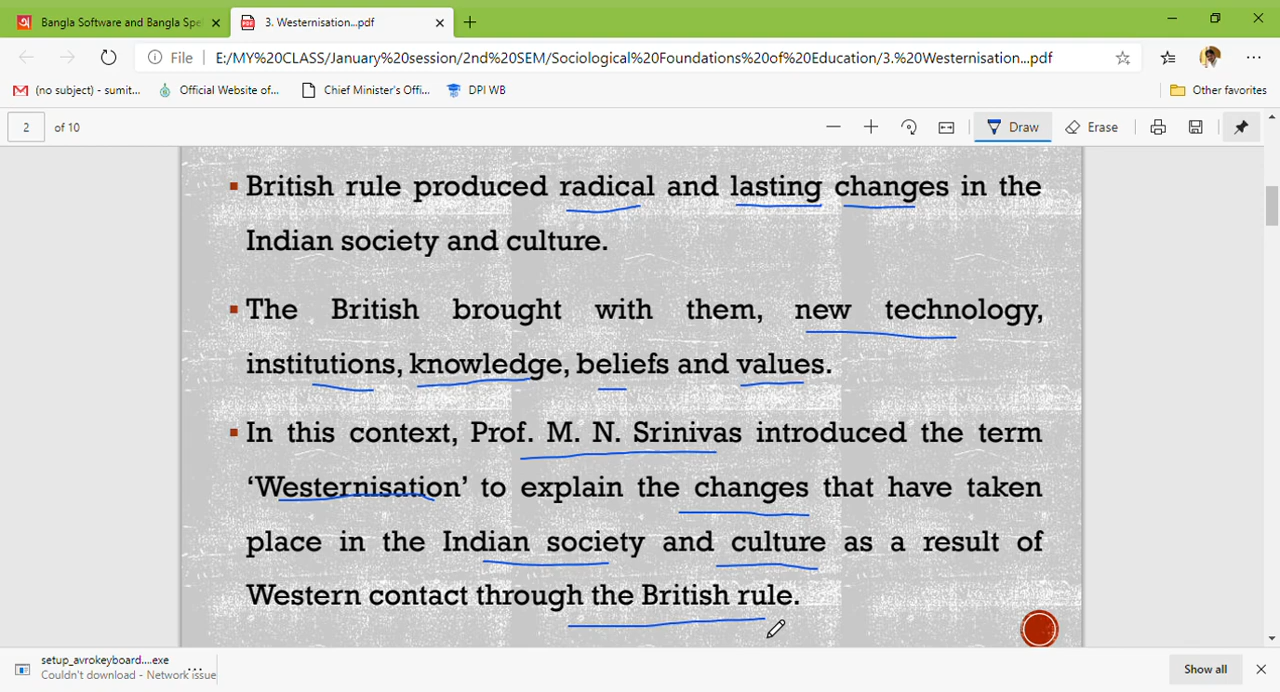 Bangla Software and Bangla Spe
3. Westernisation...pdf
File E:/MY%20CLASS/January%20session/2nd%20SEM/Sociological%20Foundations%20of%20Education/3.%20Westernisation...pdf
(no subject) - sumit... Official Website of... Chief Minister's Offi... DPI WB Other favorites
2 of 10 Draw Erase
British rule produced radical and lasting changes in the
Indian society and culture.
The British brought with them, new technology,
institutions, knowledge, beliefs and values.
In this context, Prof. M. N. Srinivas introduced the term
‘Westernisation’ to explain the changes that have taken
place in the Indian society and culture as a result of
Western contact through the British rule.
setup_avrokeyboard....exe
Couldn't download - Network issue
Show all